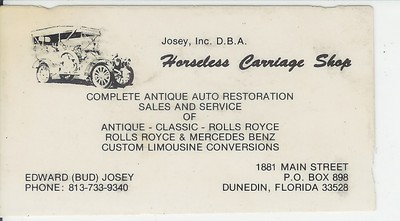 Josey, Inc. D.B.A.
Horseless Carriage Shop
COMPLETE ANTIQUE AUTO RESTORATION
SALES AND SERVICE
OF
ANTIQUE - CLASSIC - ROLLS ROYCE
ROLLS ROYCE & MERCEDES BENZ
CUSTOM LIMOUSINE CONVERSIONS
EDWARD (BUD) JOSEY
PHONE: 813-733-9340
1881 MAIN STREET
P.O. BOX 898
DUNEDIN, FLORIDA 33528